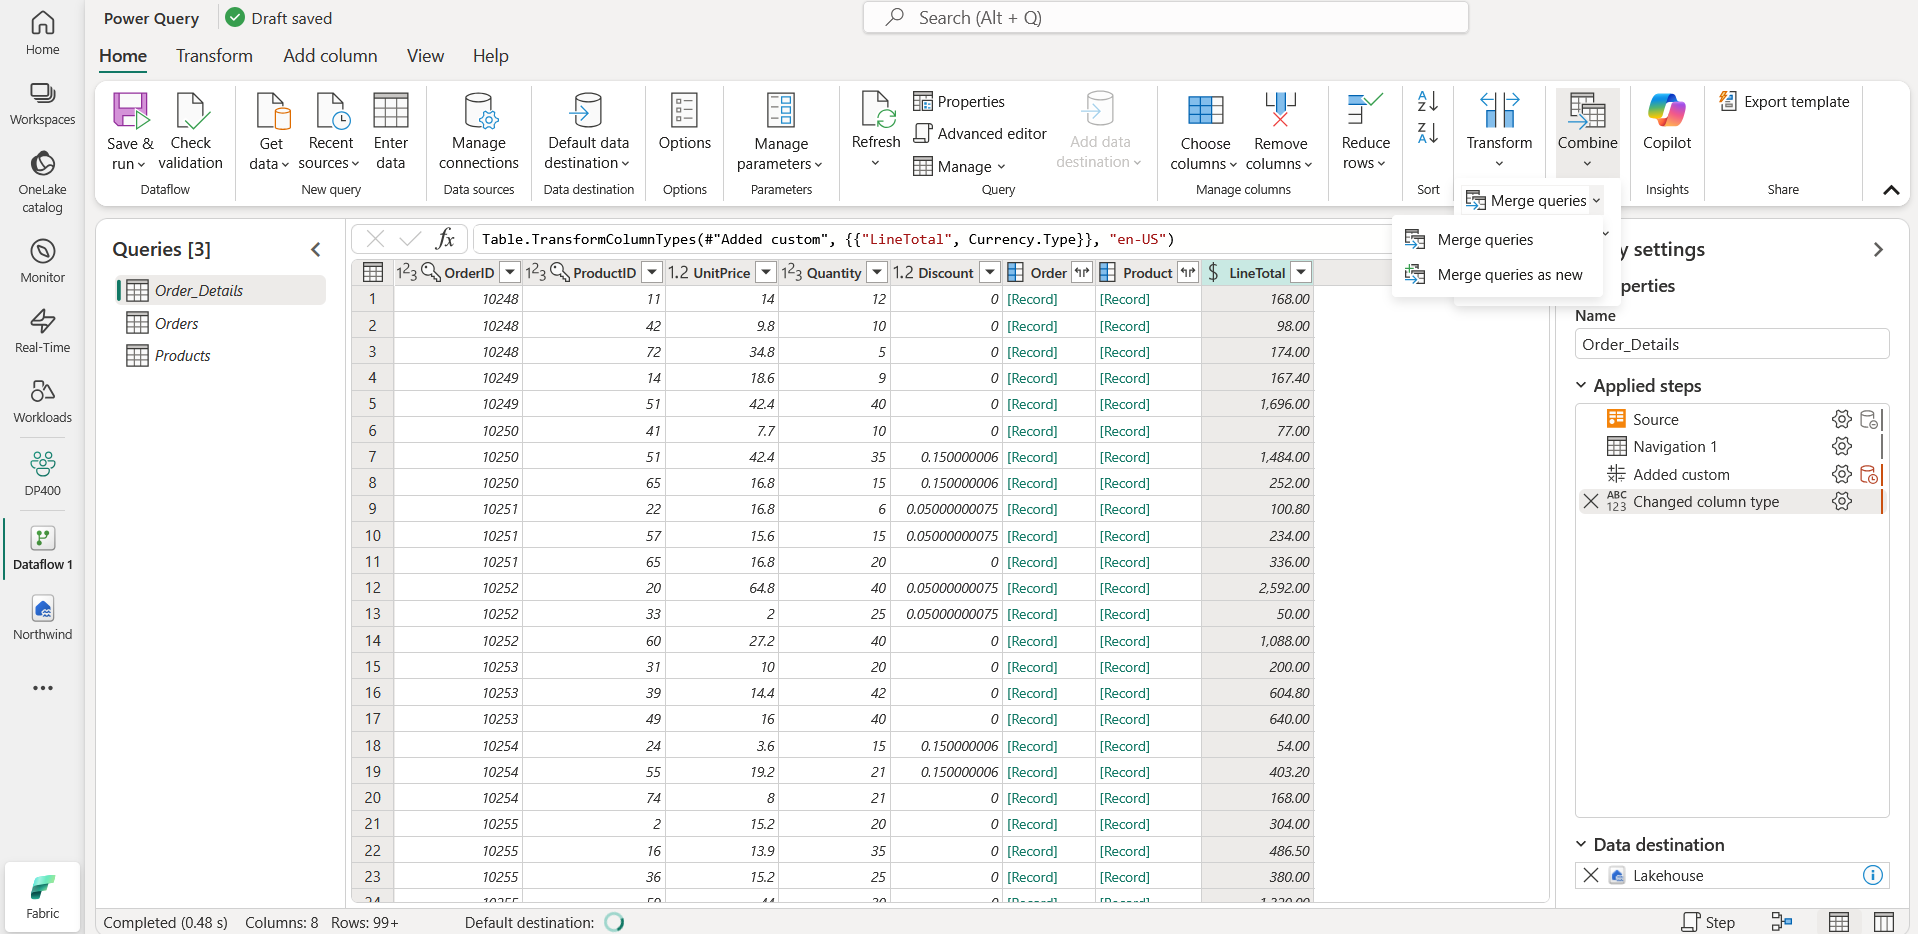 Power Query
Draft saved
Search (Alt + Q)
Home
Workspaces
OneLake
catalog
Monitor
Real-Time
Workloads
DP400
Dataflow 1
Northwind
Fabric
Home Transform Add column View Help
Save &
run
Check
validation
Dataflow
Get
data
Recent
sources
Enter
data
New query
Manage
connections
Data sources
Default data
destination
Data destination
Options
Options
Manage
parameters
Parameters
Refresh
Properties
Advanced editor
Manage
Query
Add data
destination
Choose
columns
Remove
columns
Manage columns
Reduce
rows
A
Z
Z
A
Sort
Transform
Combine
Copilot
Insights
Export template
Share
Merge queries
Merge queries
Merge queries as new
Queries [3]
Order_Details
Orders
Products
fx
Table.TransformColumnTypes(#"Added custom", {{"LineTotal", Currency.Type}}, "en-US")
123 OrderID 123 ProductID 1.2 UnitPrice 123 Quantity 1.2 Discount Order Product $ LineTotal
1 10248 11 14 12 0 [Record] [Record] 168.00
2 10248 42 9.8 10 0 [Record] [Record] 98.00
3 10248 72 34.8 5 0 [Record] [Record] 174.00
4 10249 14 18.6 9 0 [Record] [Record] 167.40
5 10249 51 42.4 40 0 [Record] [Record] 1,696.00
6 10250 41 7.7 10 0 [Record] [Record] 77.00
7 10250 51 42.4 35 0.150000006 [Record] [Record] 1,484.00
8 10250 65 16.8 15 0.150000006 [Record] [Record] 252.00
9 10251 22 16.8 6 0.05000000075 [Record] [Record] 100.80
10 10251 57 15.6 15 0.05000000075 [Record] [Record] 234.00
11 10251 65 16.8 20 0 [Record] [Record] 336.00
12 10252 20 64.8 40 0.05000000075 [Record] [Record] 2,592.00
13 10252 33 2 25 0.05000000075 [Record] [Record] 50.00
14 10252 60 27.2 40 0 [Record] [Record] 1,088.00
15 10253 31 10 20 0 [Record] [Record] 200.00
16 10253 39 14.4 42 0 [Record] [Record] 604.80
17 10253 49 16 40 0 [Record] [Record] 640.00
18 10254 24 3.6 15 0.150000006 [Record] [Record] 54.00
19 10254 55 19.2 21 0.150000006 [Record] [Record] 403.20
20 10254 74 8 21 0 [Record] [Record] 168.00
21 10255 2 15.2 20 0 [Record] [Record] 304.00
22 10255 16 13.9 35 0 [Record] [Record] 486.50
23 10255 36 15.2 25 0 [Record] [Record] 380.00
y settings
perties
Name
Order_Details
Applied steps
Source
Navigation 1
Added custom
ABC
123 Changed column type
Data destination
Lakehouse
Completed (0.48 s) Columns: 8 Rows: 99+ Default destination:
Step